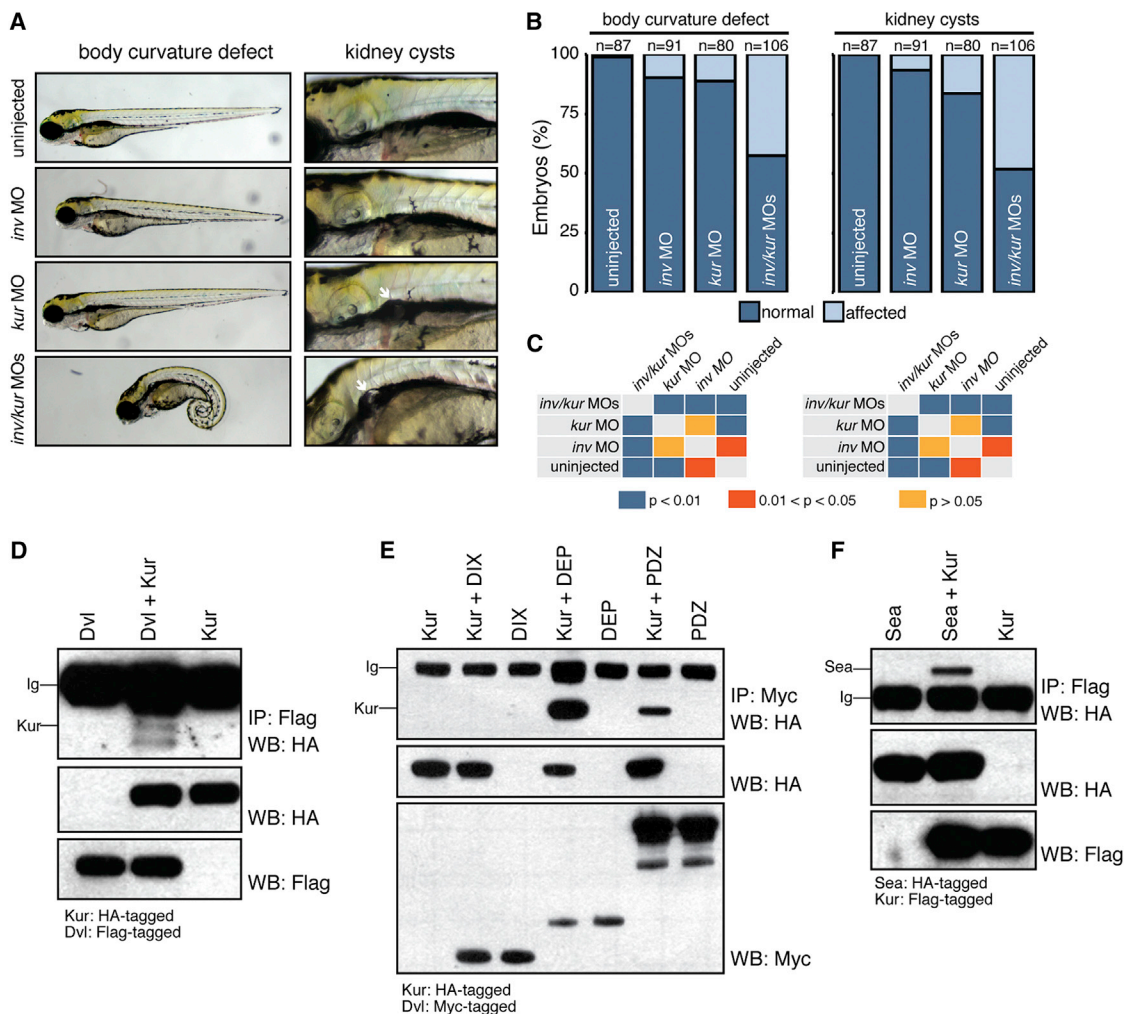 A
body curvature defect
kidney cysts
uninjected
inv MO
kur MO
inv/kur MOs
B
body curvature defect
kidney cysts
n=87 n=91 n=80 n=106
n=87 n=91 n=80 n=106
Embryos (%)
100
75
50
25
0
uninjected
inv MO
kur MO
inv/kur MOs
uninjected
inv MO
kur MO
inv/kur MOs
normal affected
C
inv/kur MOs
kur MO
inv MO
uninjected
inv/kur MOs
kur MO
inv MO
uninjected
inv/kur MOs
kur MO
inv MO
uninjected
inv/kur MOs
kur MO
inv MO
uninjected
p < 0.01
0.01 < p < 0.05
p > 0.05
D
Dvl
Dvl + Kur
Kur
Ig
Kur
IP: Flag
WB: HA
WB: HA
WB: Flag
Kur: HA-tagged
Dvl: Flag-tagged
E
Kur
Kur + DIX
DIX
Kur + DEP
DEP
Kur + PDZ
PDZ
Ig
Kur
IP: Myc
WB: HA
WB: HA
WB: Myc
Kur: HA-tagged
Dvl: Myc-tagged
F
Sea
Sea + Kur
Kur
Sea
Ig
IP: Flag
WB: HA
WB: HA
WB: Flag
Sea: HA-tagged
Kur: Flag-tagged